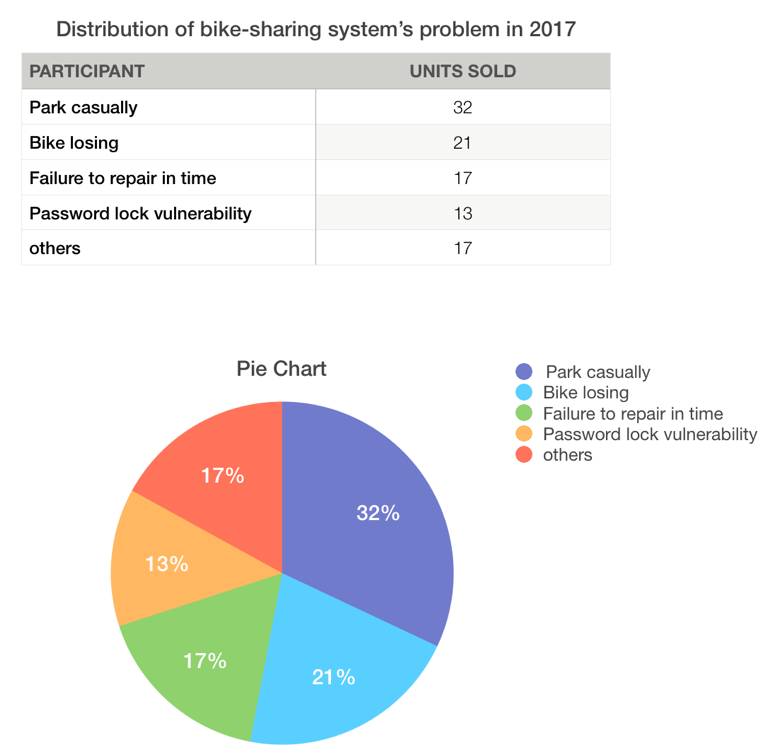 Distribution of bike-sharing system’s problem in 2017
PARTICIPANT UNITS SOLD
Park casually 32
Bike losing 21
Failure to repair in time 17
Password lock vulnerability 13
others 17
Pie Chart
Park casually
Bike losing
Failure to repair in time
Password lock vulnerability
others
17%
32%
13%
17%
21%